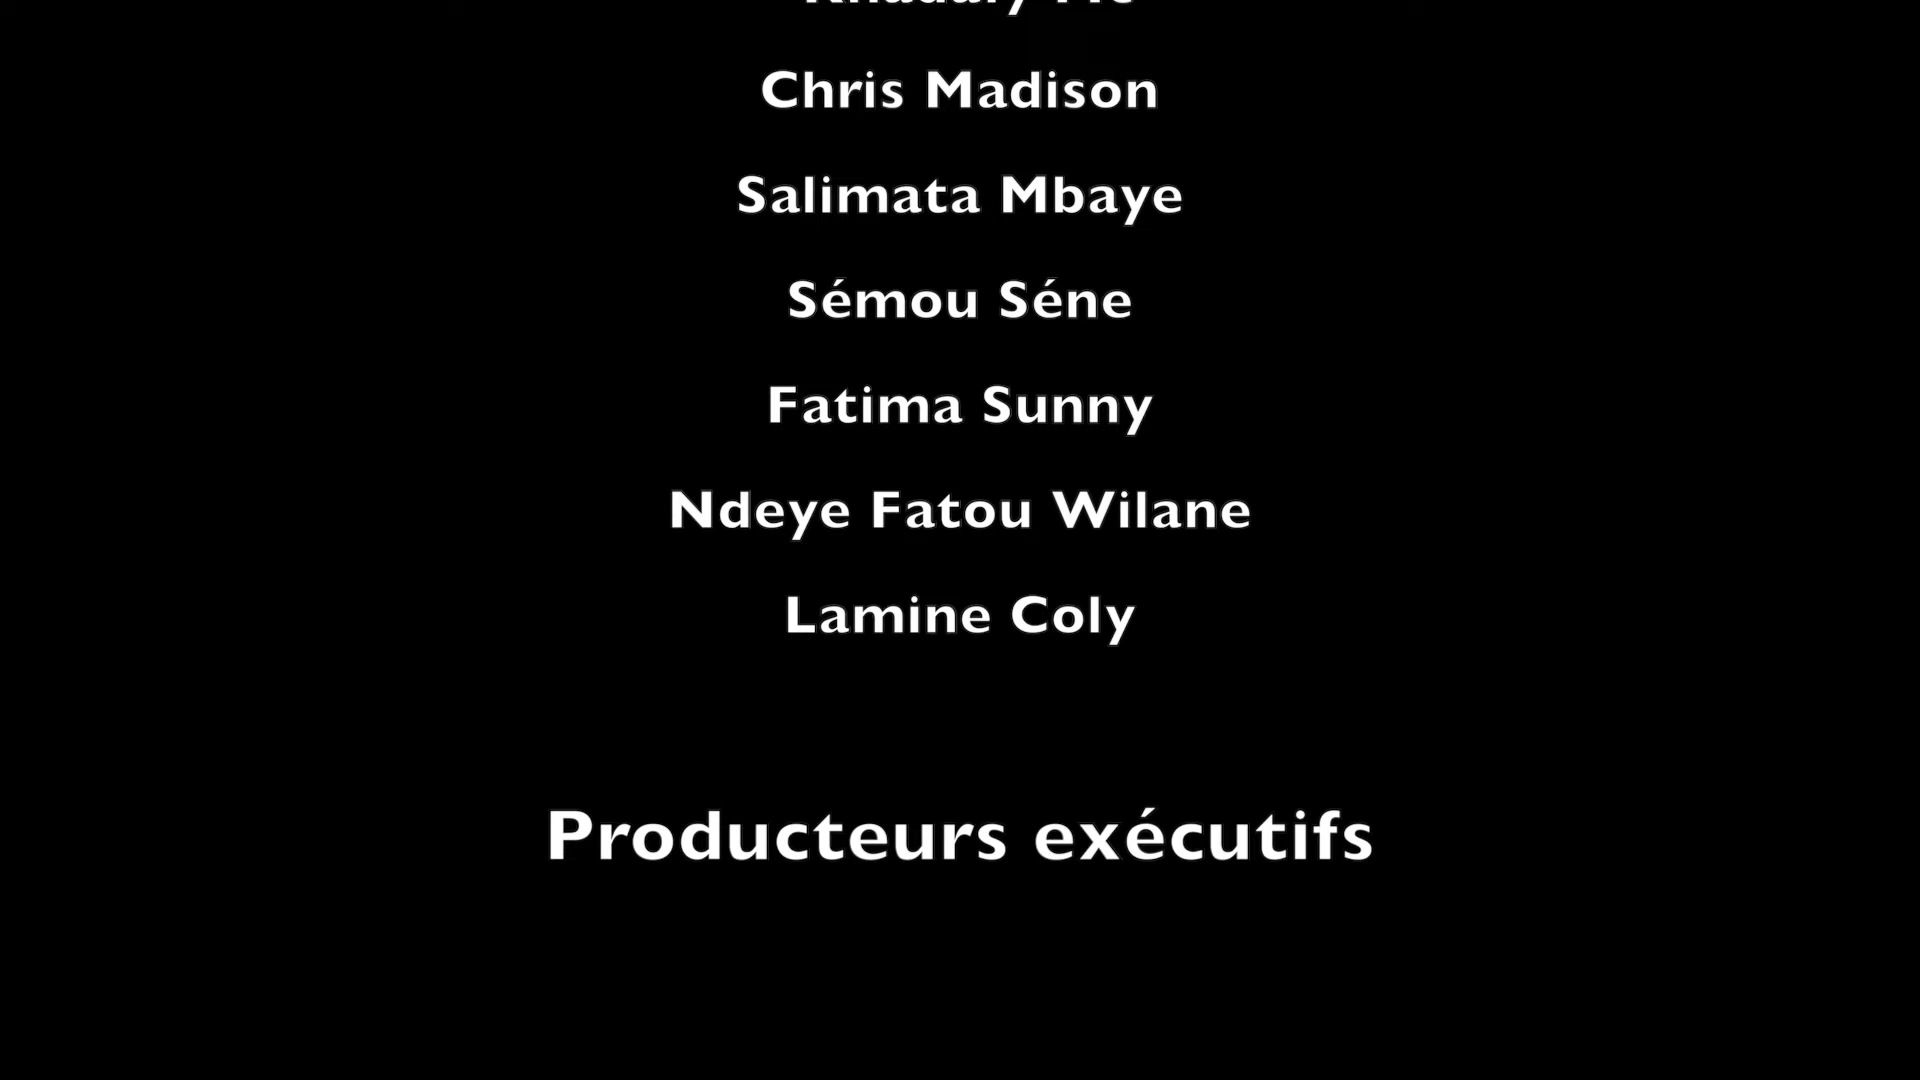 Chris Madison
Salimata Mbaye
Sémou Séne
Fatima Sunny
Ndeye Fatou Wilane
Lamine Coly
Producteurs exécutifs